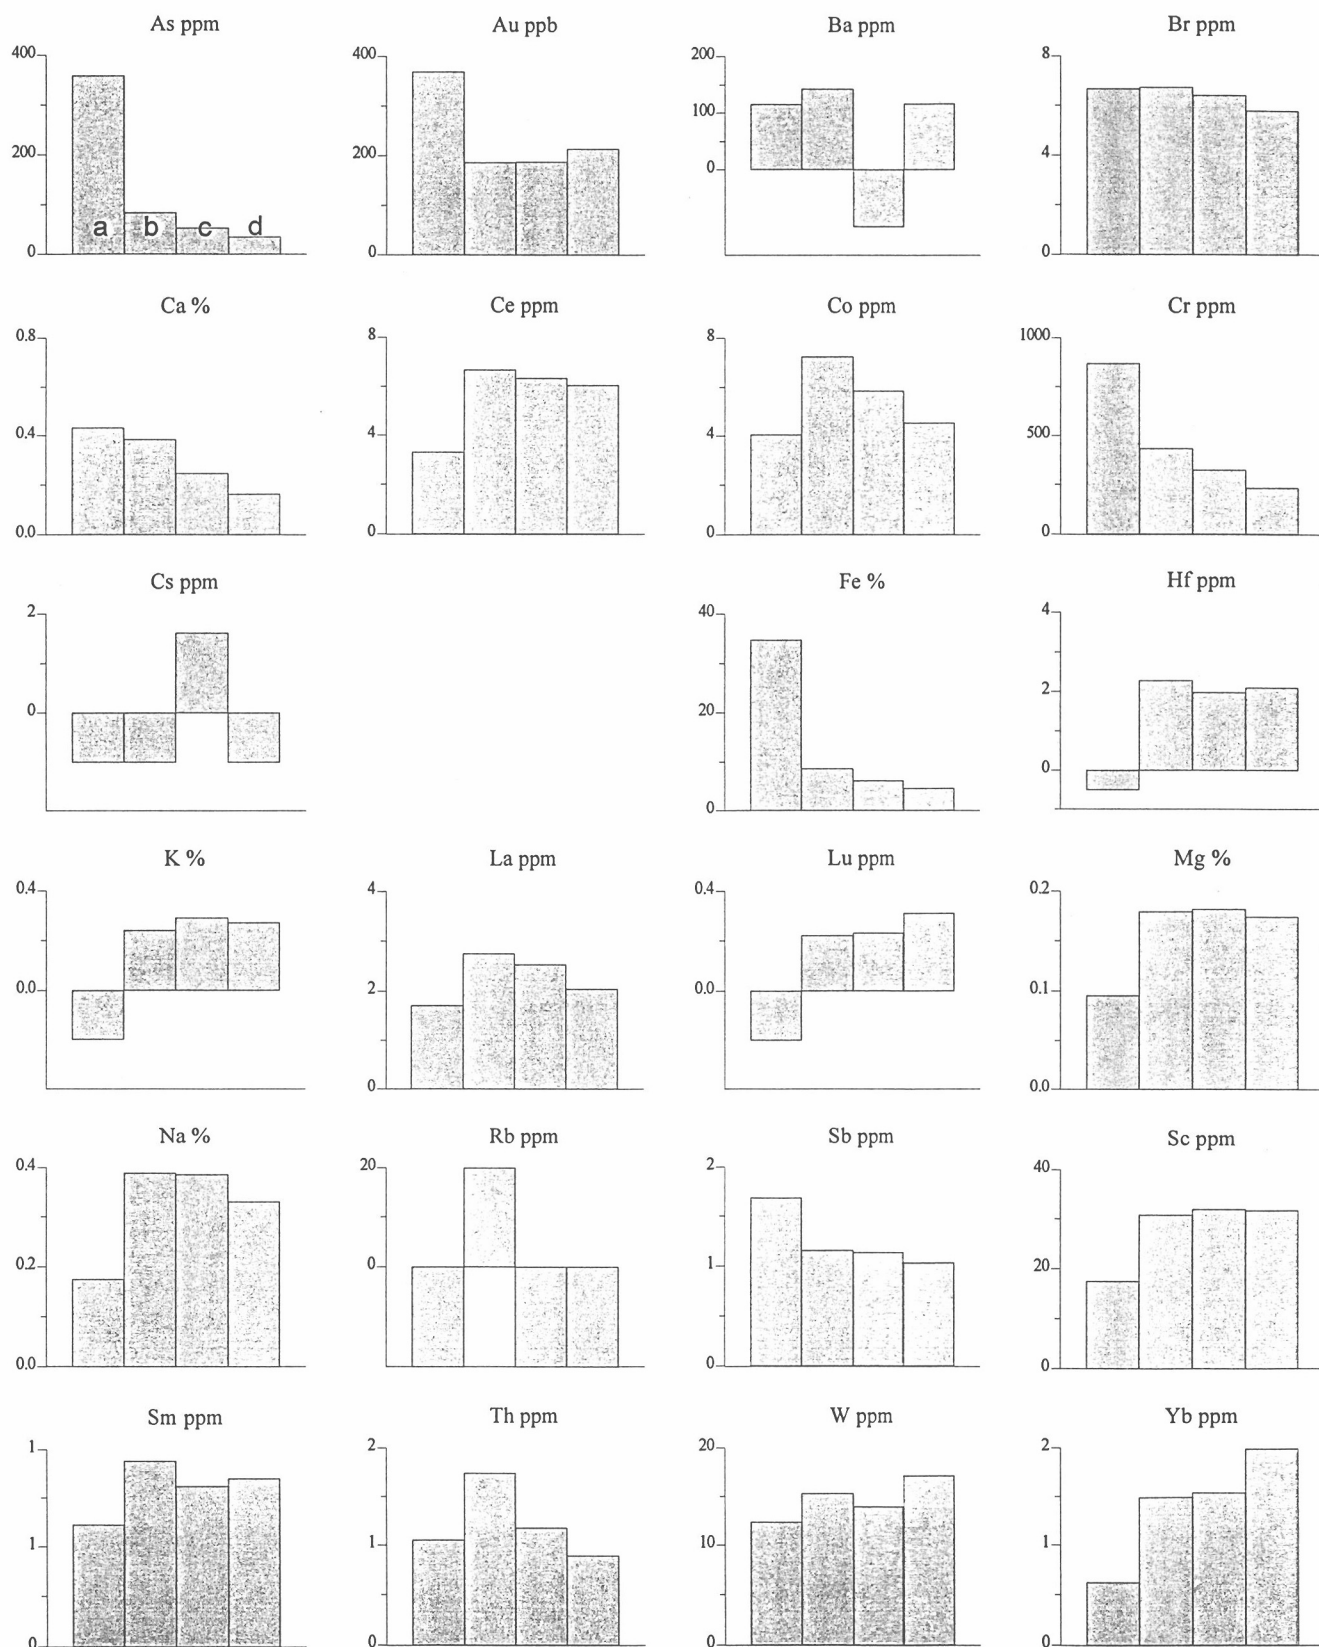 As ppm
Au ppb
Ba ppm
Br ppm
400
200
0
a b c d
400
200
0
200
100
0
8
4
0
Ca %
Ce ppm
Co ppm
Cr ppm
0.8
0.4
0.0
8
4
0
8
4
0
1000
500
0
Cs ppm
Fe %
Hf ppm
2
0
40
20
0
4
2
0
K %
La ppm
Lu ppm
Mg %
0.4
0.0
4
2
0
0.4
0.0
0.2
0.1
0.0
Na %
Rb ppm
Sb ppm
Sc ppm
0.4
0.2
0.0
20
0
2
1
0
40
20
0
Sm ppm
Th ppm
W ppm
Yb ppm
1
1
0
2
1
0
20
10
0
2
1
0